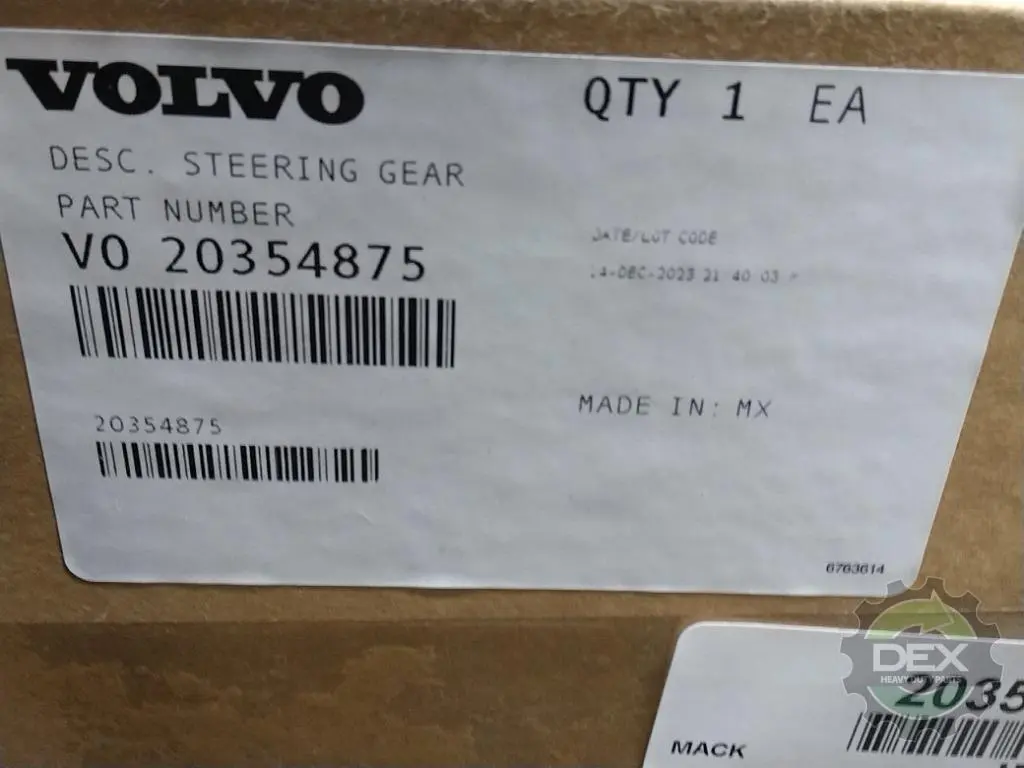 VOLVO
QTY 1 EA
DESC. STEERING GEAR
PART NUMBER
VO 20354875
DATE/LOT CODE
14-DEC-2023 21 40 03
20354875
MADE IN: MX
6763614
DEX
HEAVY DUTY PARTS
2035
MACK